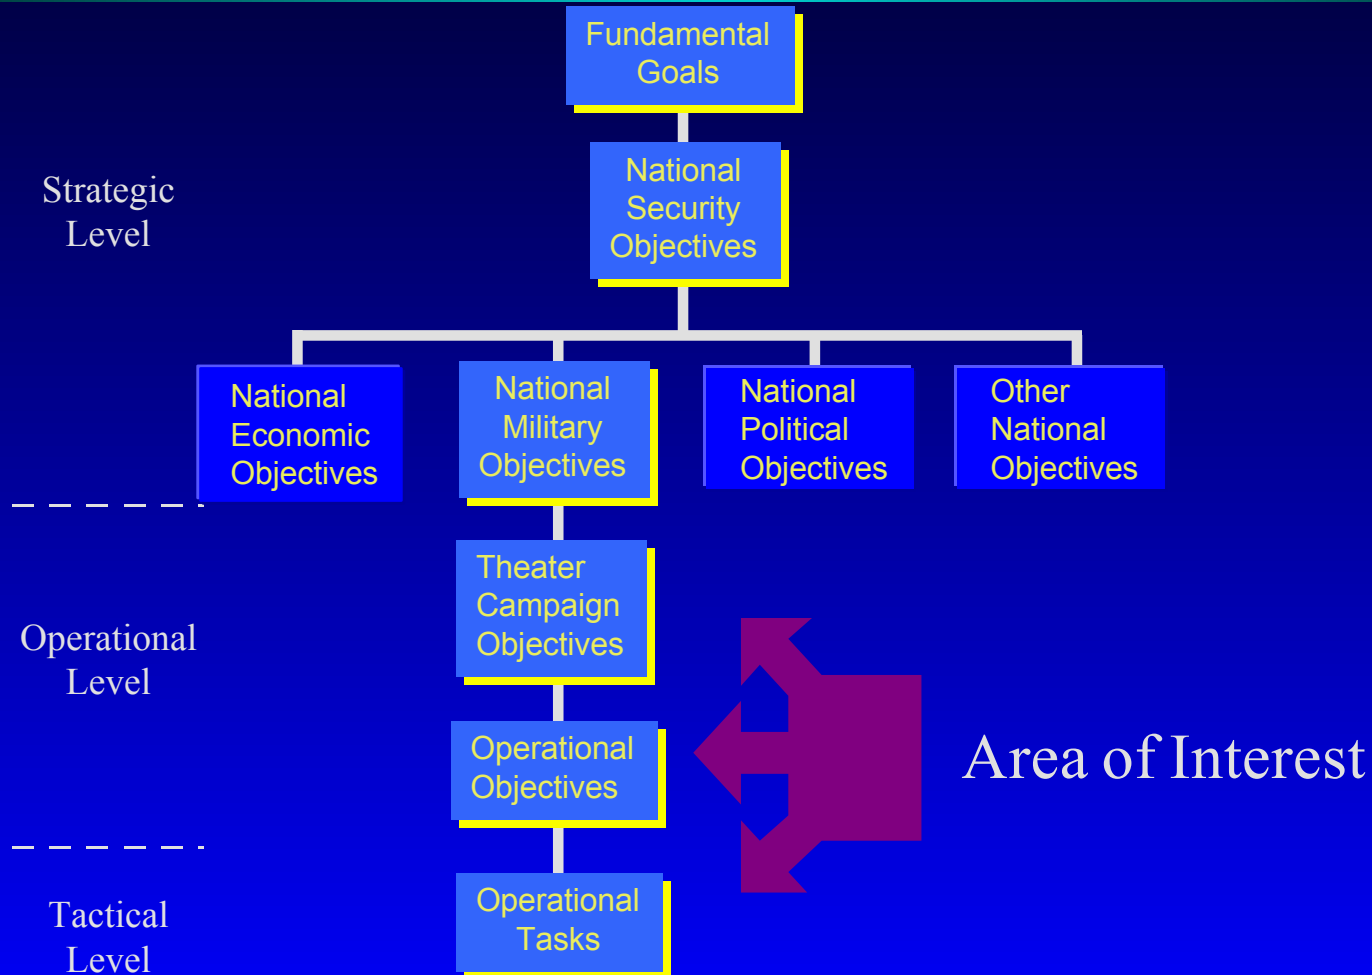 Fundamental
Goals
National
Security
Objectives
Strategic
Level
National
Economic
Objectives
National
Military
Objectives
National
Political
Objectives
Other
National
Objectives
Theater
Campaign
Objectives
Operational
Level
Operational
Objectives
Area of Interest
Operational
Tasks
Tactical
Level